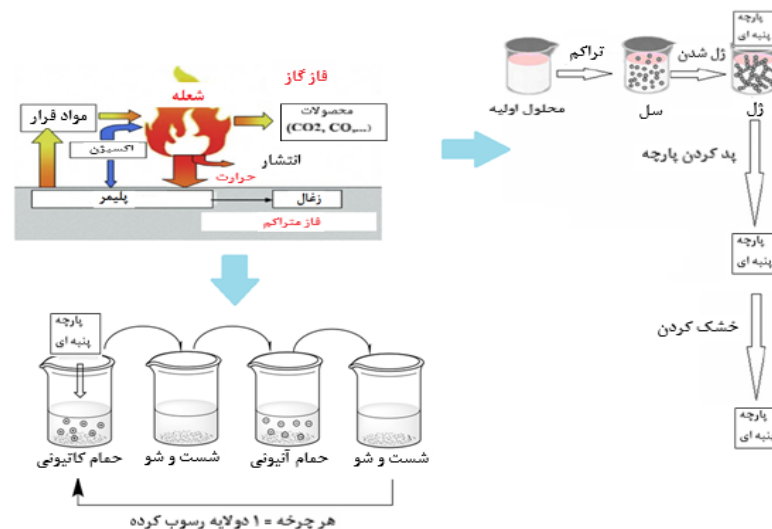 فاز گاز
شعله
مواد فرار
محصولات
(CO2, CO,...)
اکسیژن
انتشار
حرارت
پلیمر
زغال
فاز متراکم
پارچه
پنبه ای
تراکم
ژل شدن
محلول اولیه
سل
ژل
پد کردن پارچه
پارچه
پنبه ای
خشک کردن
پارچه
پنبه ای
پارچه
پنبه ای
حمام کاتیونی
شست و شو
حمام آنیونی
شست و شو
هر چرخه = ۱ دولایه رسوب کرده